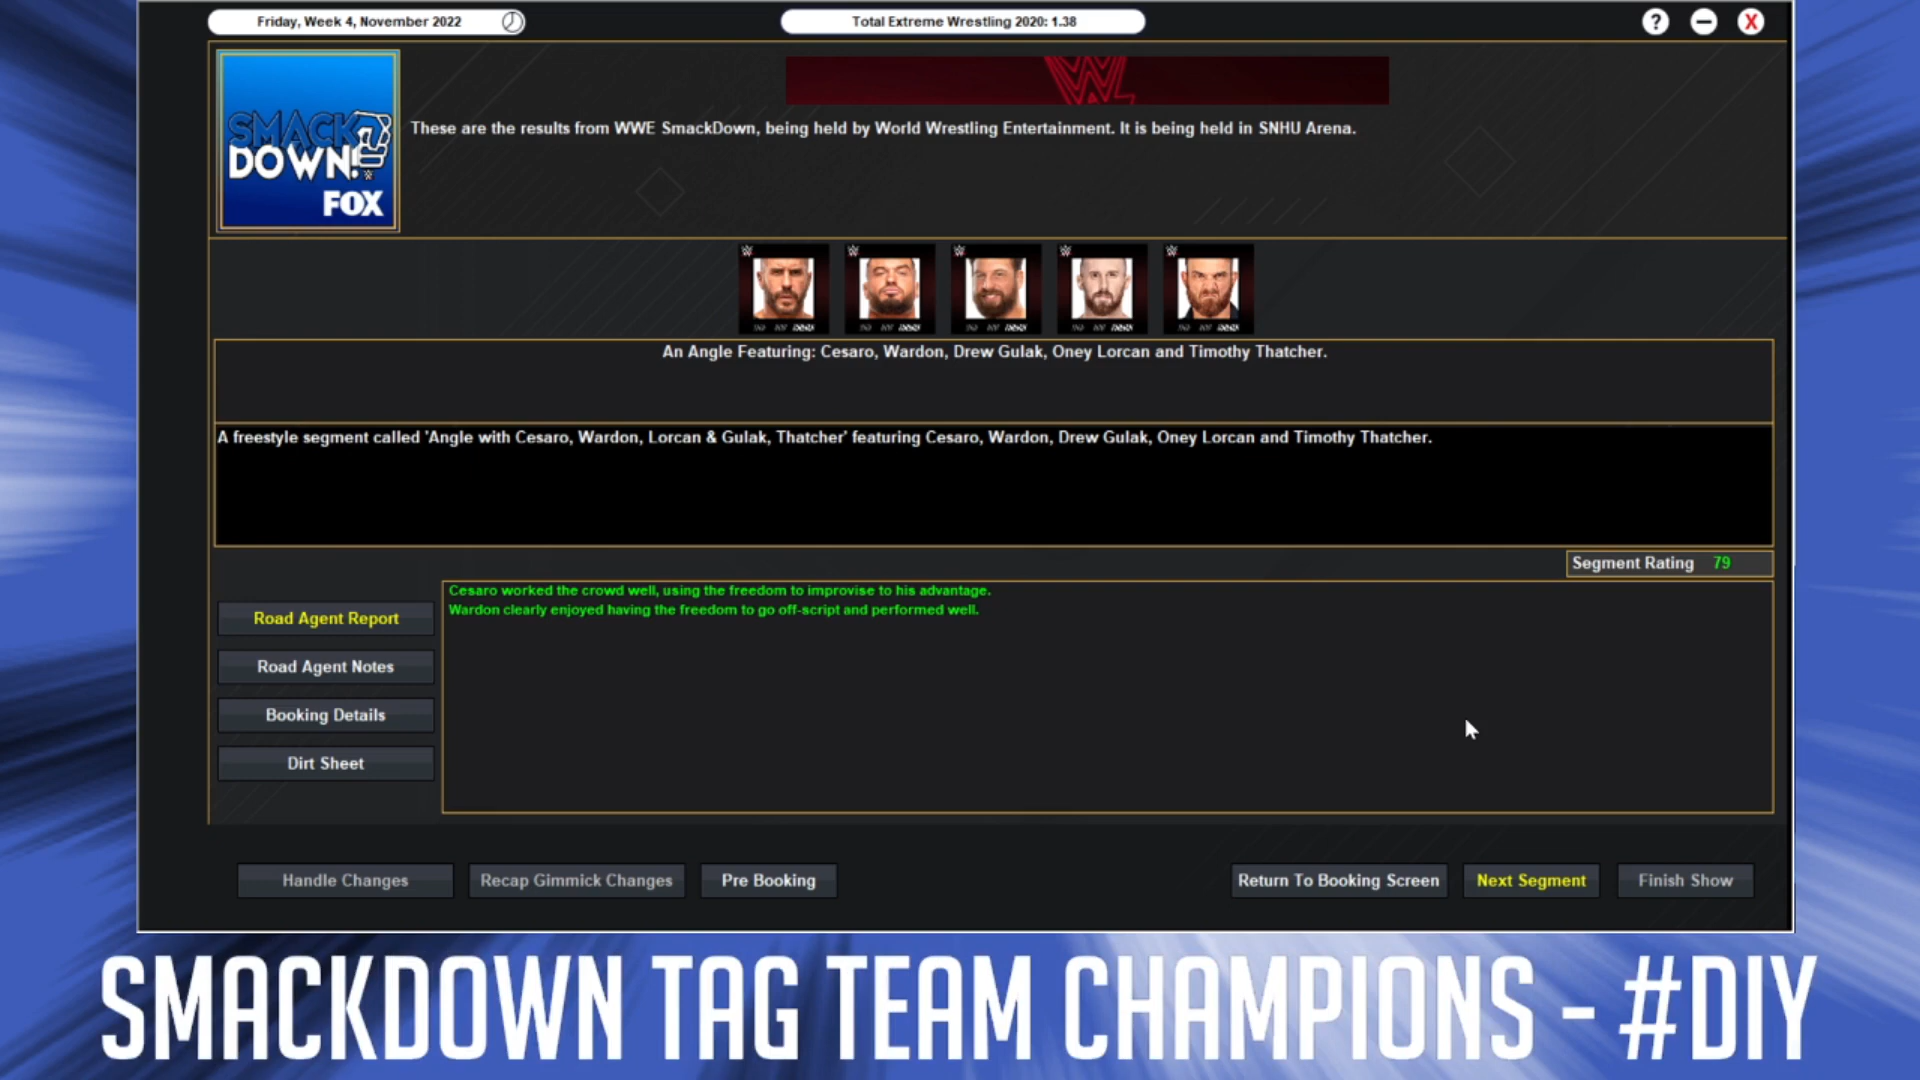 Friday, Week 4, November 2022
Total Extreme Wrestling 2020: 1.38
?
X
SMACK
DOWN!
FOX
These are the results from WWE SmackDown, being held by World Wrestling Entertainment. It is being held in SNHU Arena.
An Angle Featuring: Cesaro, Wardon, Drew Gulak, Oney Lorcan and Timothy Thatcher.
A freestyle segment called 'Angle with Cesaro, Wardon, Lorcan & Gulak, Thatcher' featuring Cesaro, Wardon, Drew Gulak, Oney Lorcan and Timothy Thatcher.
Segment Rating 79
Cesaro worked the crowd well, using the freedom to improvise to his advantage.
Wardon clearly enjoyed having the freedom to go off-script and performed well.
Road Agent Report
Road Agent Notes
Booking Details
Dirt Sheet
Handle Changes
Recap Gimmick Changes
Pre Booking
Return To Booking Screen
Next Segment
Finish Show
SMACKDOWN TAG TEAM CHAMPIONS - #DIY